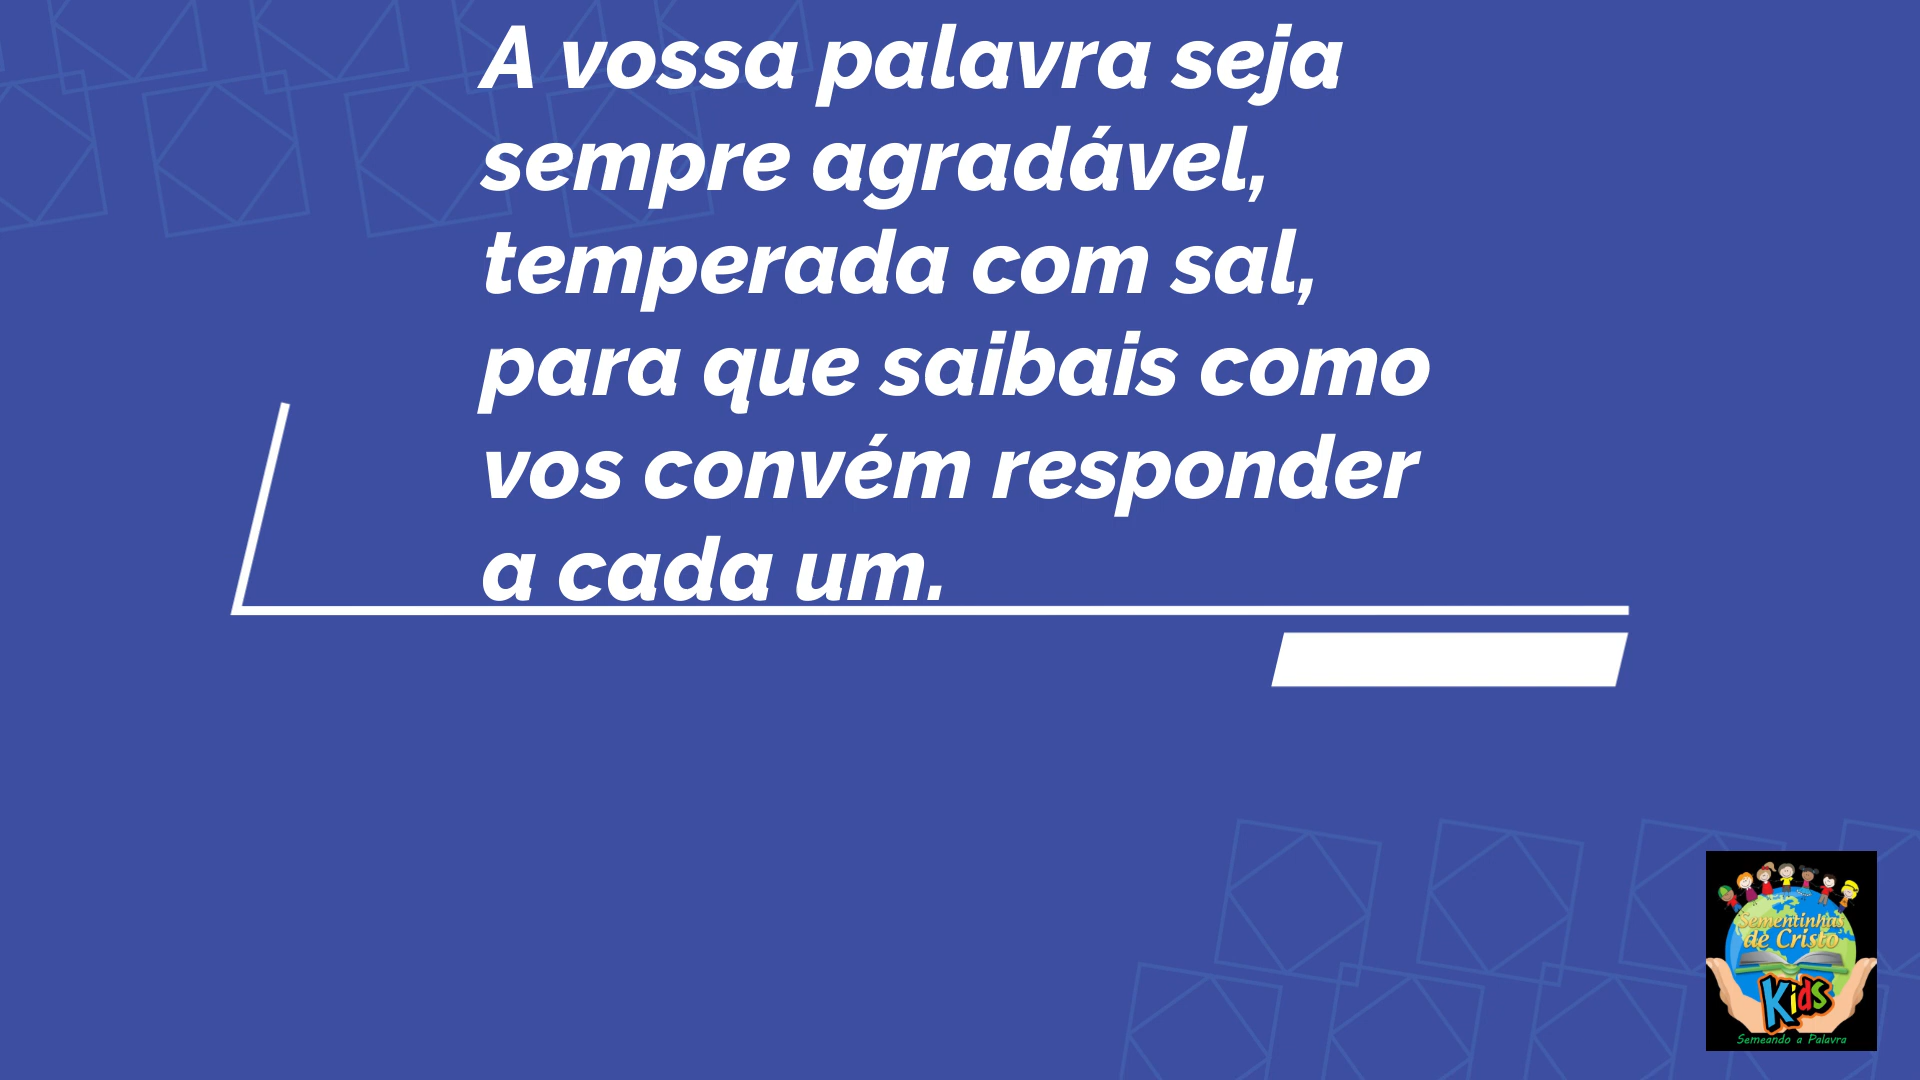 A vossa palavra seja
sempre agradável,
temperada com sal,
para que saibais como
vos convém responder
a cada um.
Sementinhas
de Cristo
Kids
Semeando a Palavra